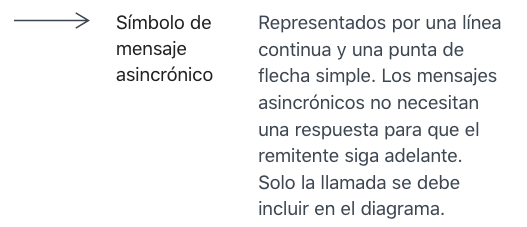 Símbolo de
mensaje
asincrónico
Representados por una línea
continua y una punta de
flecha simple. Los mensajes
asincrónicos no necesitan
una respuesta para que el
remitente siga adelante.
Solo la llamada se debe
incluir en el diagrama.